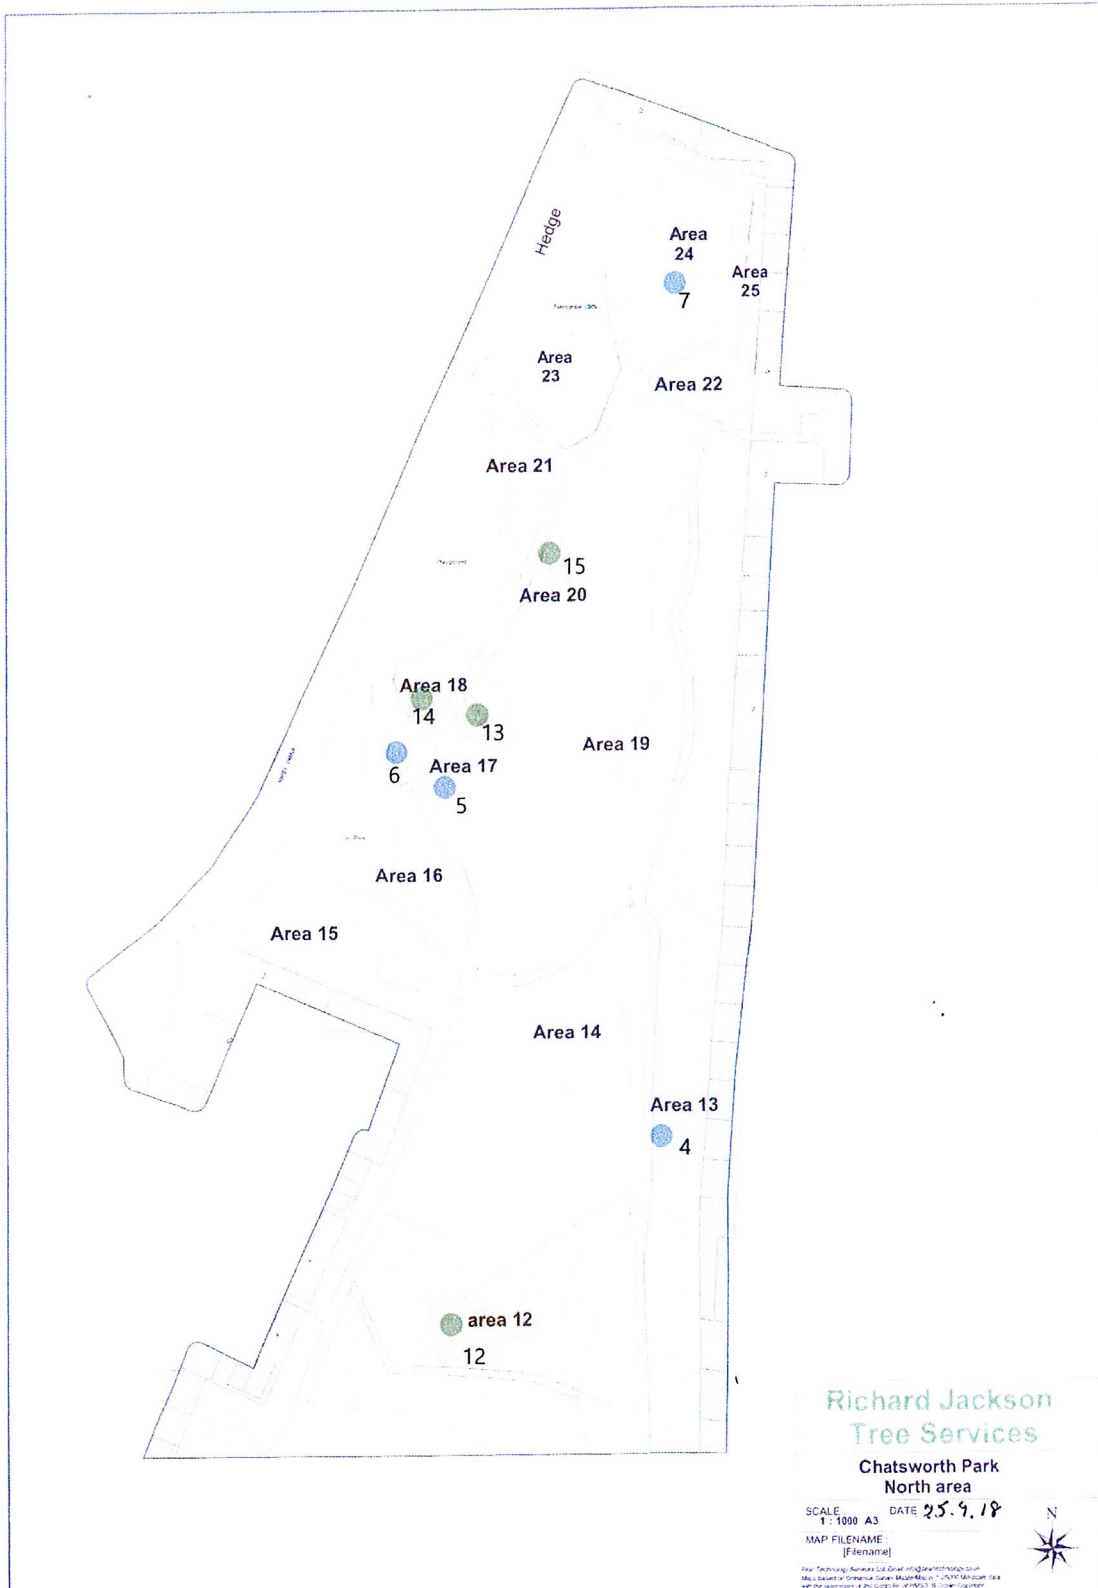 Hedge
Area
24
7
Area
25
Area
23
Area 22
Area 21
15
Area 20
Area 18
14
13
Area 19
6
Area 17
5
Area 16
Area 15
Area 14
Area 13
4
area 12
12
Richard Jackson
Tree Services
Chatsworth Park
North area
SCALE
1 : 1000 A3
DATE 25.9.18
MAP FILENAME :
[Filename]
N